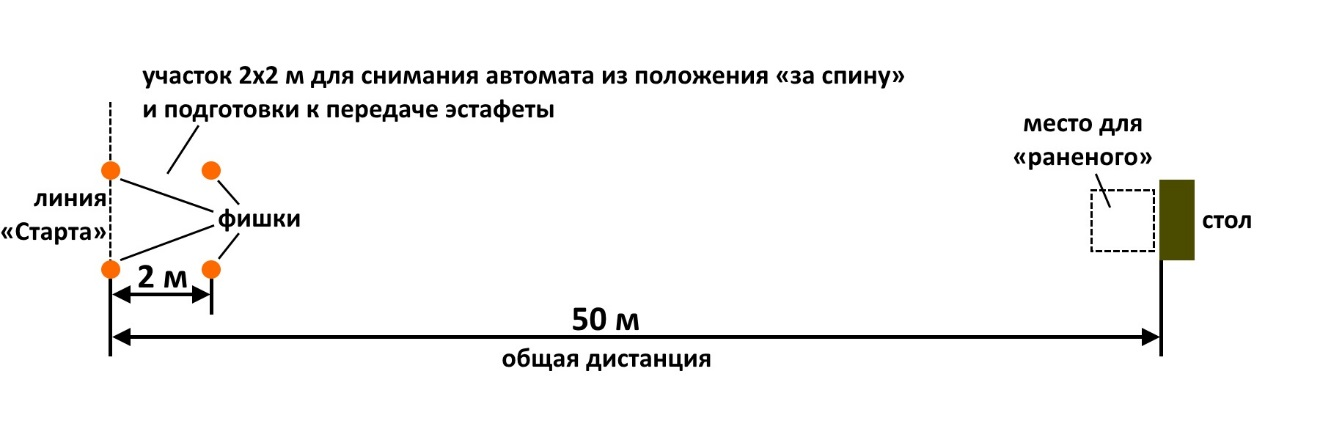 участок 2х2 м для снимания автомата из положения «за спину»
и подготовки к передаче эстафеты
место для
«раненого»
линия
«Старта»
фишки
стол
2 м
50 м
общая дистанция